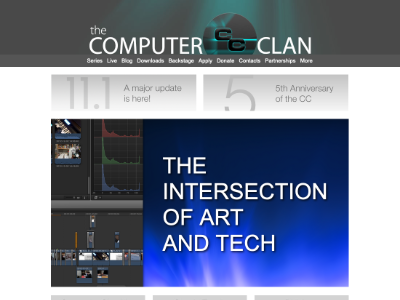 the
COMPUTER CC CLAN
Series Live Blog Downloads Backstage Apply Donate Contacts Partnerships More
11.1
A major update
is here!
5
5th Anniversary
of the CC
THE
INTERSECTION
OF ART
AND TECH